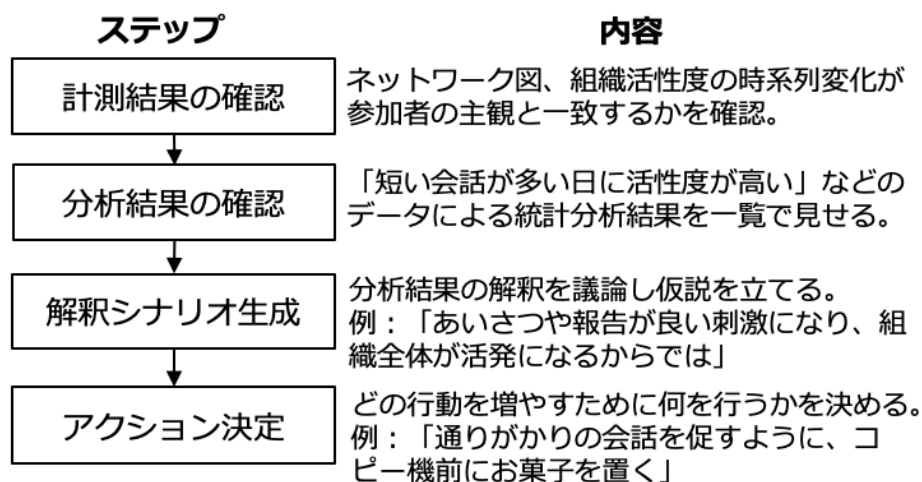 ステップ
内容
計測結果の確認
ネットワーク図、組織活性度の時系列変化が
参加者の主観と一致するかを確認。
分析結果の確認
「短い会話が多い日に活性度が高い」などの
データによる統計分析結果を一覧で見せる。
解釈シナリオ生成
分析結果の解釈を議論し仮説を立てる。
例：「あいさつや報告が良い刺激になり、組
織全体が活発になるからでは」
アクション決定
どの行動を増やすために何を行うかを決める。
例：「通りがかりの会話を促すように、コ
ピー機前にお菓子を置く」